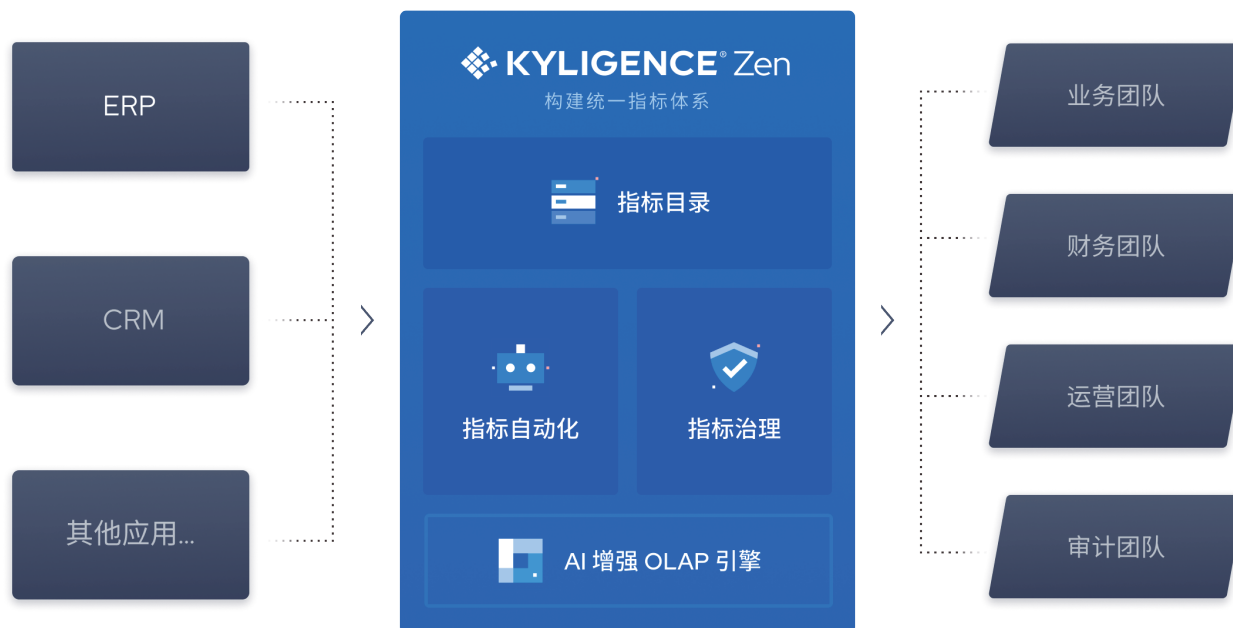 ERP
CRM
其他应用...
KYLIGENCE® Zen
构建统一指标体系
指标目录
指标自动化
指标治理
AI 增强 OLAP 引擎
业务团队
财务团队
运营团队
审计团队